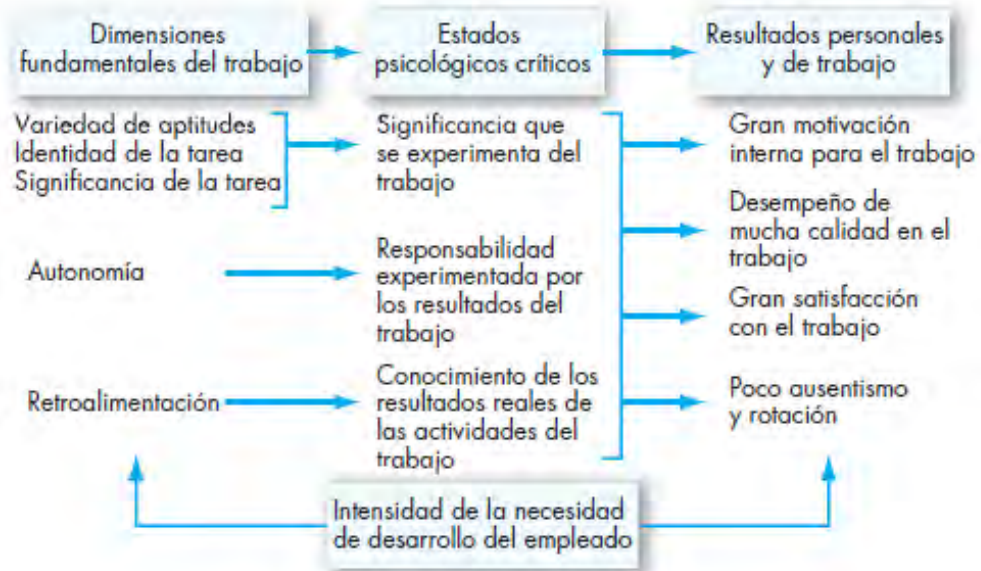 Dimensiones
fundamentales del trabajo
Estados
psicológicos críticos
Resultados personales
y de trabajo
Variedad de aptitudes
Identidad de la tarea
Significancia de la tarea
Significancia que
se experimenta del
trabajo
Gran motivación
interna para el trabajo
Desempeño de
mucha calidad en el
trabajo
Autonomía
Responsabilidad
experimentada por
los resultados del
trabajo
Gran satisfacción
con el trabajo
Retroalimentación
Conocimiento de los
resultados reales de
las actividades del
trabajo
Poco ausentismo
y rotación
Intensidad de la necesidad
de desarrollo del empleado